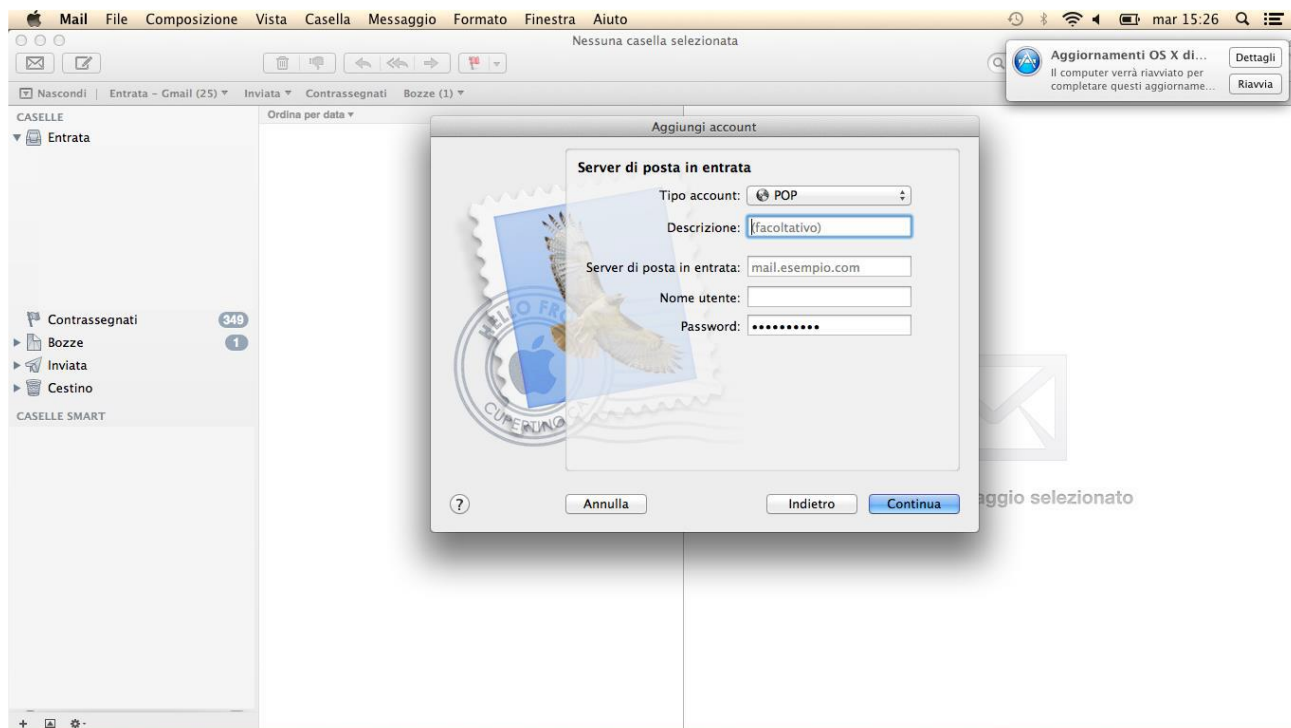 Mail File Composizione Vista Casella Messaggio Formato Finestra Aiuto mar 15:26
Nessuna casella selezionata
Aggiornamenti OS X di...
Il computer verrà riavviato per
completare questi aggiorname...
Dettagli
Riavvia
Nascondi Entrata – Gmail (25) Inviata Contrassegnati Bozze (1)
CASELLE
Entrata
Contrassegnati 349
Bozze 1
Inviata
Cestino
CASELLE SMART
Ordina per data
Aggiungi account
Server di posta in entrata
Tipo account: POP
Descrizione: (facoltativo)
Server di posta in entrata: mail.esempio.com
Nome utente:
Password: ••••••••••
HELLO FRO
CUPERTINO CA
? Annulla Indietro Continua
aggio selezionato